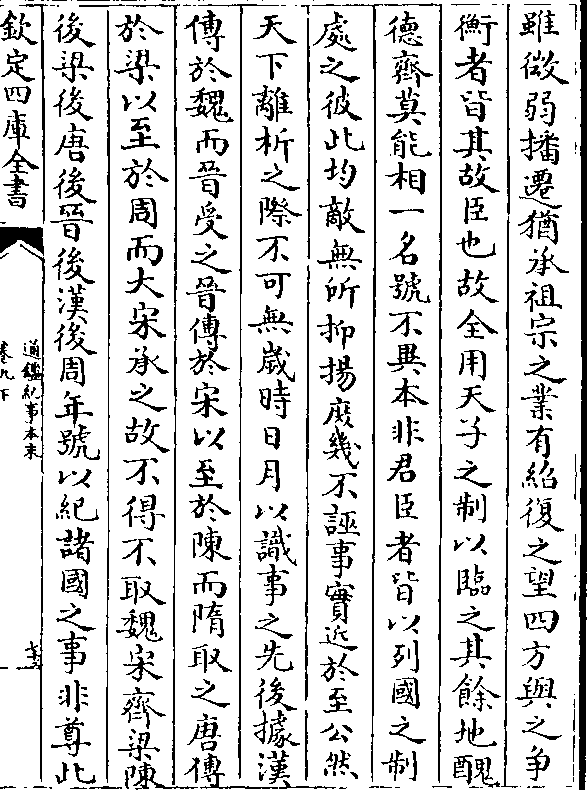 雖微弱播遷猶承祖宗之業有紹復之望四方與之爭
衡者皆其故臣也故全用天子之制以臨之其餘地醜
德齊莫能相一名號不異本非君臣者皆以列國之制
處之彼此均敵無所抑揚庶幾不誣事實近於至公然
天下離析之際不可無歲時日月以識事之先後據漢
傳於魏而晉受之晉傳於宋以至於陳而隋取之唐傳
於梁以至於周而大宋承之故不得不取魏宋齊梁陳
後梁後唐後晉後漢後周年號以紀諸國之事非尊此
欽定四庫全書
通鑑紀事本末
卷九下